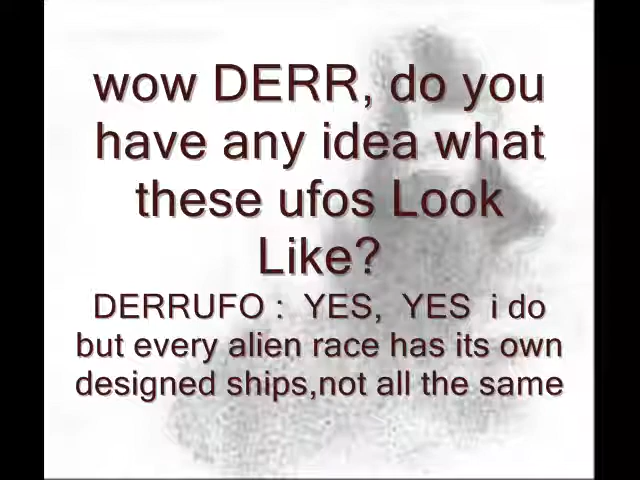 wow DERR, do you
have any idea what
these ufos Look
Like?
DERRUFO : YES, YES i do
but every alien race has its own
designed ships,not all the same